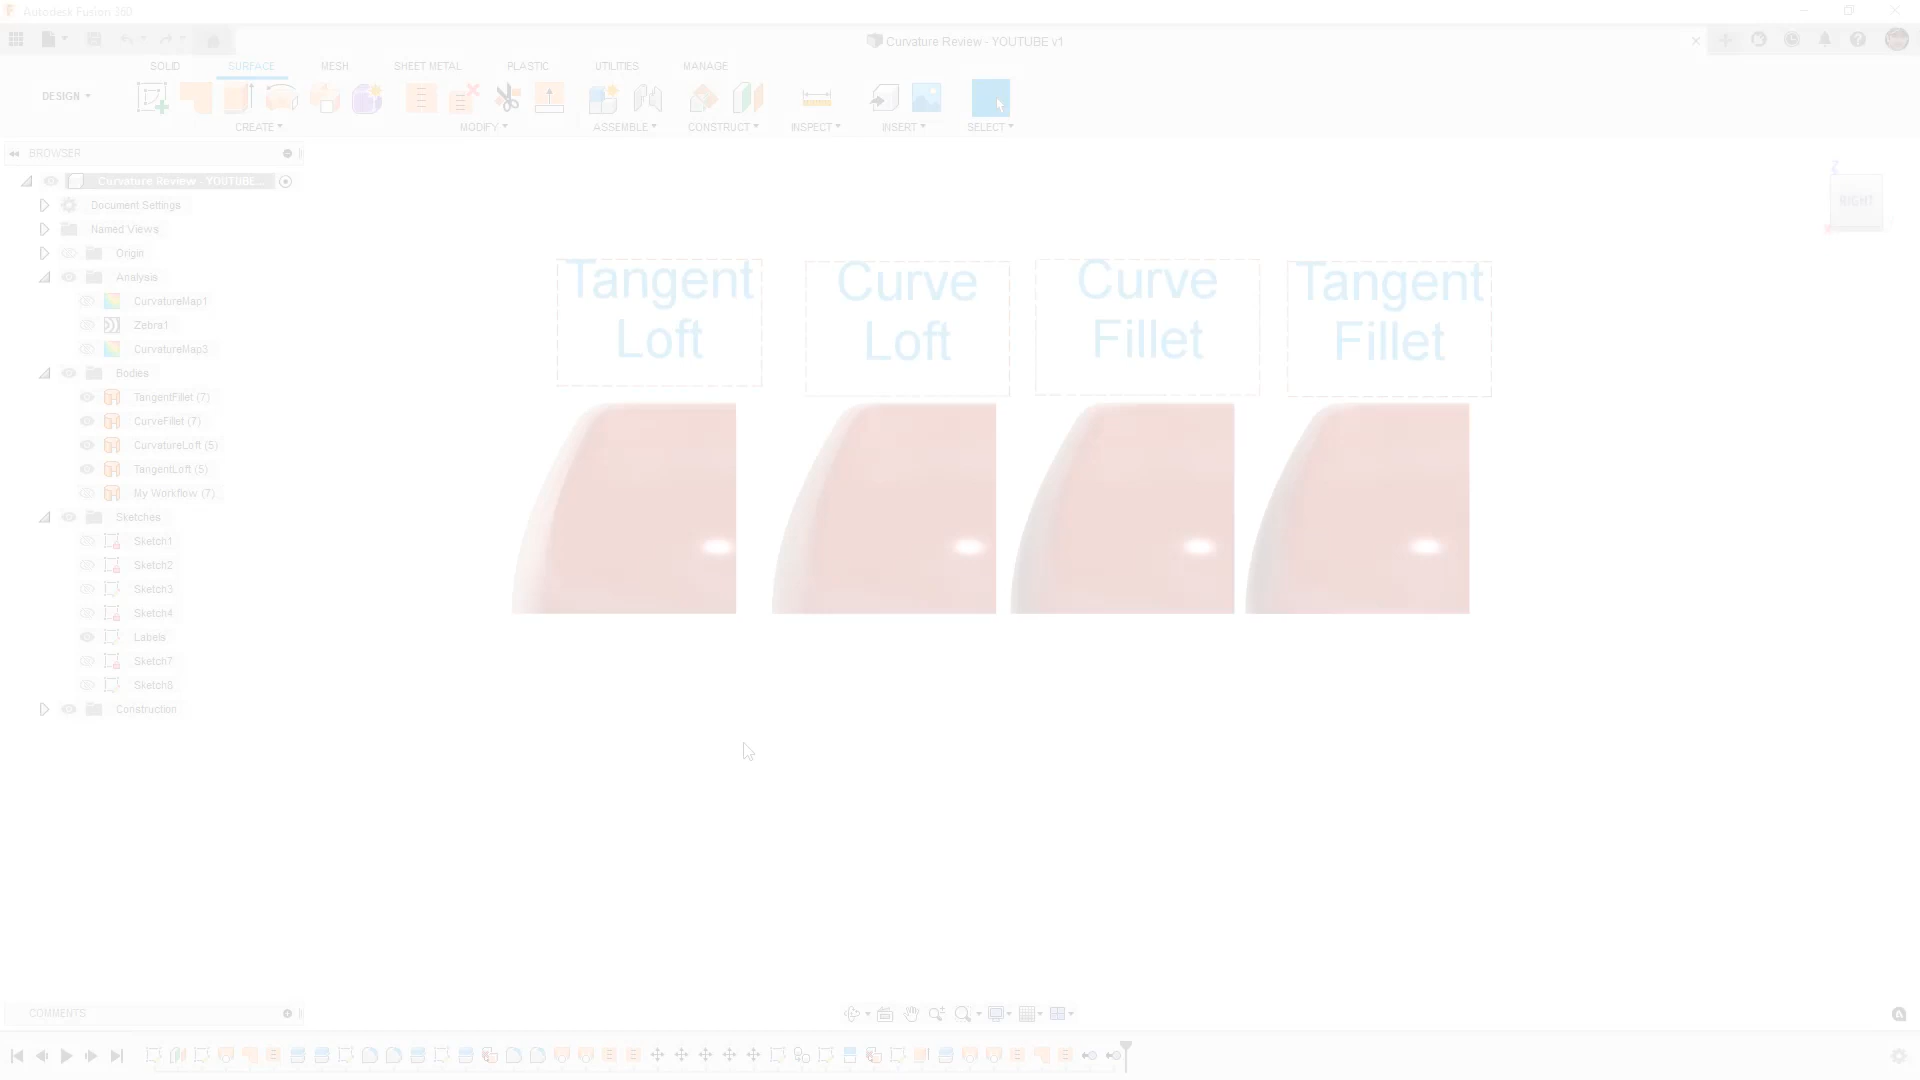 Autodesk Fusion 360
Curvature Review - YOUTUBE v1
SOLID SURFACE MESH SHEET METAL PLASTIC UTILITIES MANAGE
DESIGN
CREATE MODIFY ASSEMBLE CONSTRUCT INSPECT INSERT SELECT
BROWSER
Curvature Review - YOUTUBE...
Document Settings
Named Views
Origin
Analysis
CurvatureMap1
Zebra1
CurvatureMap3
Bodies
TangentFillet (7)
CurveFillet (7)
CurvatureLoft (5)
TangentLoft (5)
My Workflow (7)
Sketches
Sketch1
Sketch2
Sketch3
Sketch4
Labels
Sketch7
Sketch8
Construction
Tangent
Loft
Curve
Loft
Curve
Fillet
Tangent
Fillet
RIGHT
Z
COMMENTS